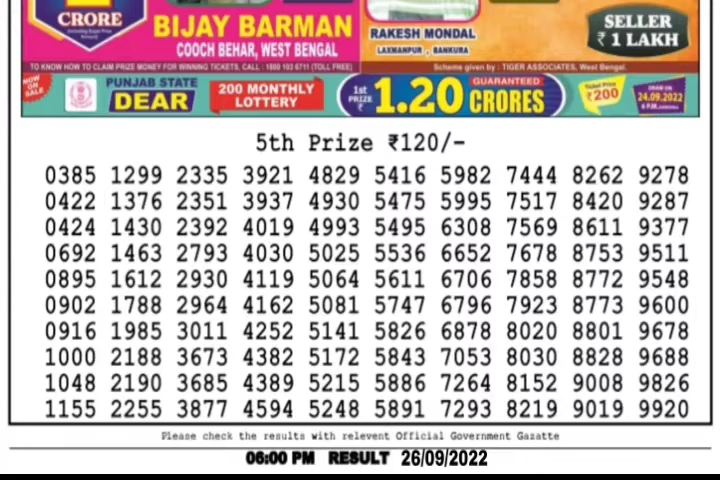 CRORE
BIJAY BARMAN
COOCH BEHAR, WEST BENGAL
RAKESH MONDAL
LAXMANPUR , BANKURA
SELLER
₹ 1 LAKH
TO KNOW HOW TO CLAIM PRIZE MONEY FOR WINNING TICKETS, CALL : 1800 103 6711 (TOLL FREE)
Scheme given by : TIGER ASSOCIATES, West Bengal.
NOW ON SALE
PUNJAB STATE
DEAR
200 MONTHLY
LOTTERY
1st PRIZE ₹ 1.20 GUARANTEED CRORES
Ticket Price ₹200
24.09.2022
6 P.M.
5th Prize ₹120/-
0385 1299 2335 3921 4829 5416 5982 7444 8262 9278
0422 1376 2351 3937 4930 5475 5995 7517 8420 9287
0424 1430 2392 4019 4993 5495 6308 7569 8611 9377
0692 1463 2793 4030 5025 5536 6652 7678 8753 9511
0895 1612 2930 4119 5064 5611 6706 7858 8772 9548
0902 1788 2964 4162 5081 5747 6796 7923 8773 9600
0916 1985 3011 4252 5141 5826 6878 8020 8801 9678
1000 2188 3673 4382 5172 5843 7053 8030 8828 9688
1048 2190 3685 4389 5215 5886 7264 8152 9008 9826
1155 2255 3877 4594 5248 5891 7293 8219 9019 9920
Please check the results with relevent Official Government Gazatte
06:00 PM RESULT 26/09/2022